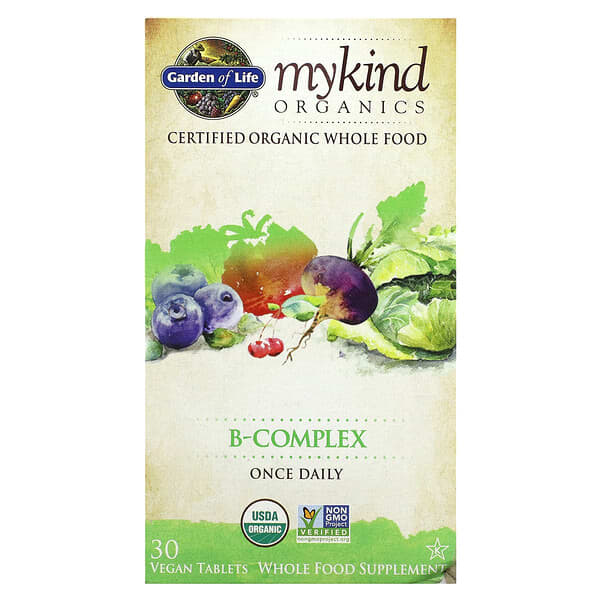 Garden of Life®
mykind
ORGANICS
CERTIFIED ORGANIC WHOLE FOOD
B-COMPLEX
ONCE DAILY
USDA
ORGANIC
NON
GMO
Project
VERIFIED
nongmoproject.org
30
VEGAN TABLETS WHOLE FOOD SUPPLEMENT
K